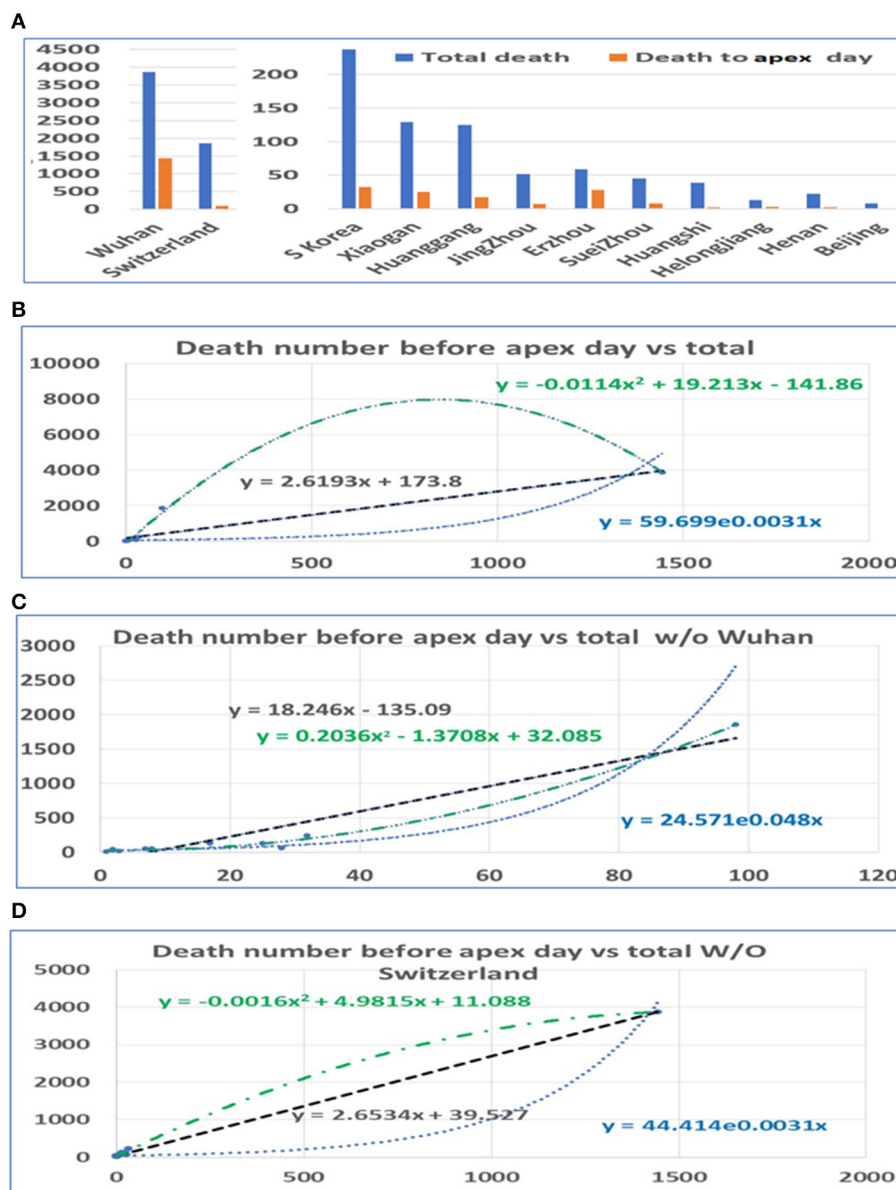 A
4500
4000
3500
3000
2500
2000
1500
1000
500
0
Wuhan
Switzerland
Total death
Death to apex day
200
150
100
50
0
S Korea
Xiaogan
Huanggang
JingZhou
Erzhou
SueiZhou
Huangshi
Helongjiang
Henan
Beijing
B
Death number before apex day vs total
10000
8000
6000
4000
2000
0
y = -0.0114x² + 19.213x - 141.86
y = 2.6193x + 173.8
y = 59.699e0.0031x
0 500 1000 1500 2000
C
Death number before apex day vs total w/o Wuhan
3000
2500
2000
1500
1000
500
0
y = 18.246x - 135.09
y = 0.2036x² - 1.3708x + 32.085
y = 24.571e0.048x
0 20 40 60 80 100 120
D
Death number before apex day vs total W/O
Switzerland
5000
4000
3000
2000
1000
0
y = -0.0016x² + 4.9815x + 11.088
y = 2.6534x + 39.527
y = 44.414e0.0031x
0 500 1000 1500 2000